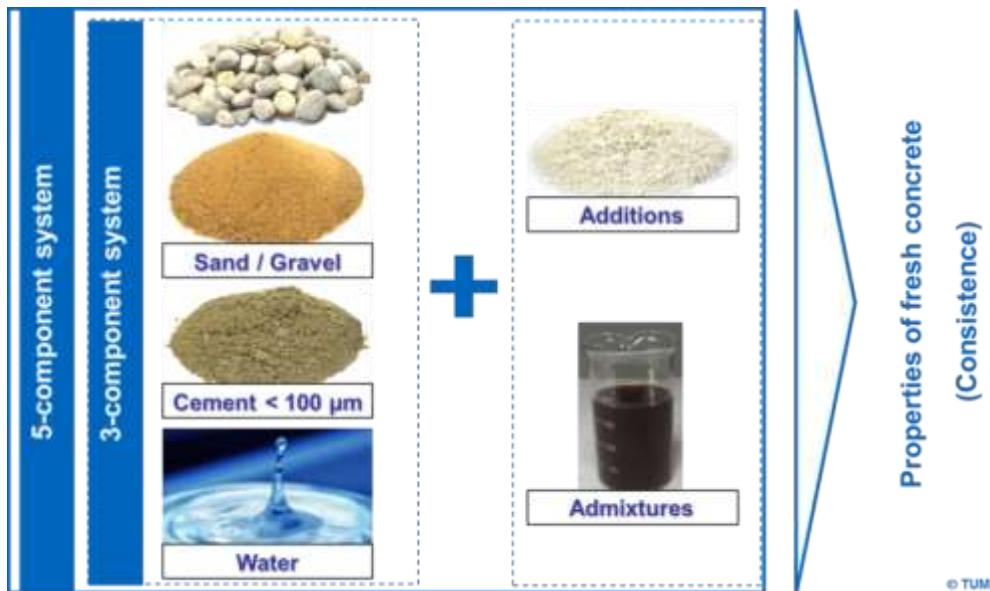 5-component system
3-component system
Sand / Gravel
Cement < 100 µm
Water
Additions
Admixtures
Properties of fresh concrete
(Consistence)
© TUM